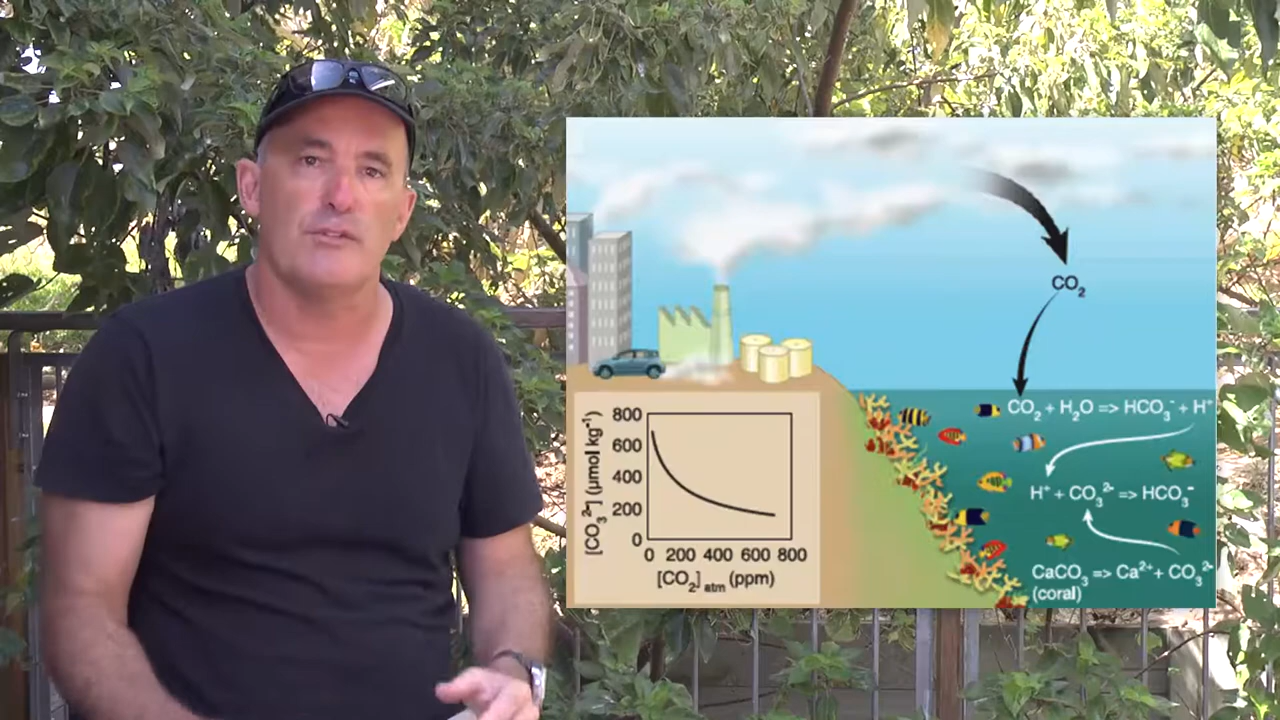 CO₂
CO₂ + H₂O => HCO₃⁻ + H⁺
H⁺ + CO₃²⁻ => HCO₃⁻
CaCO₃ => Ca²⁺ + CO₃²⁻
(coral)
[CO₃²⁻] (µmol kg⁻¹)
800
600
400
200
0
0 200 400 600 800
[CO₂] atm (ppm)